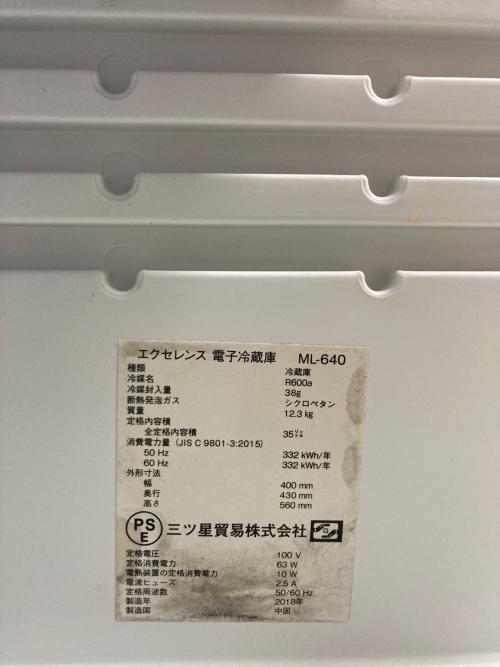 エクセレンス 電子冷蔵庫 ML-640
種類 冷蔵庫
冷媒名 R600a
冷媒封入量 38g
断熱発泡ガス シクロペタン
質量 12.3 kg
定格内容積
全定格内容積 35㍑
消費電力量 (JIS C 9801-3:2015)
50 Hz 332 kWh/年
60 Hz 332 kWh/年
外形寸法
幅 400 mm
奥行 430 mm
高さ 560 mm
PSE 三ツ星貿易株式会社 G
定格電圧 100 V
定格消費電力 63 W
電熱装置の定格消費電力 10 W
電流ヒューズ 2.5 A
定格周波数 50/60 Hz
製造年 2018年
製造国 中国